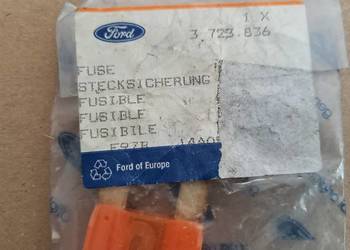 1 X
Ford 3 723.836
FUSE
STECKSICHERUNG
FUSIBLE
FUSIBLE
FUSIBILE
Ford of Europe